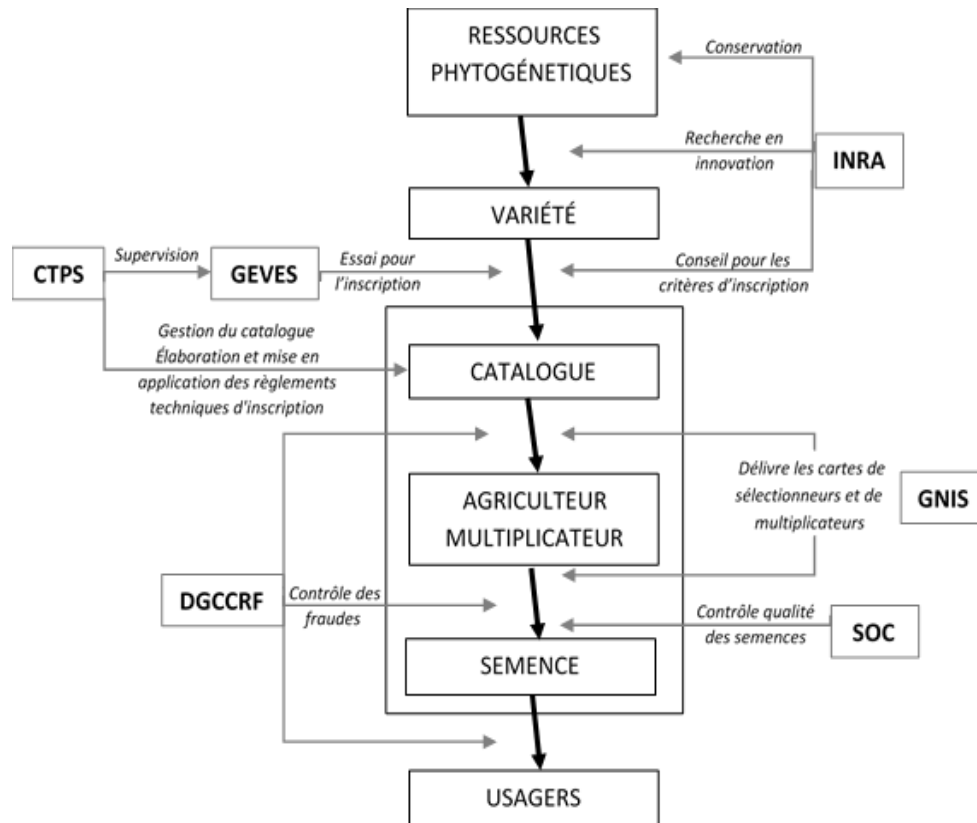 RESSOURCES
PHYTOGÉNETIQUES
Conservation
Recherche en
innovation
INRA
VARIÉTÉ
CTPS
Supervision
GEVES
Essai pour
l'inscription
Conseil pour les
critères d'inscription
Gestion du catalogue
Élaboration et mise en
application des règlements
techniques d'inscription
CATALOGUE
Délivre les cartes de
sélectionneurs et de
multiplicateurs
GNIS
AGRICULTEUR
MULTIPLICATEUR
DGCCRF
Contrôle des
fraudes
Contrôle qualité
des semences
SOC
SEMENCE
USAGERS